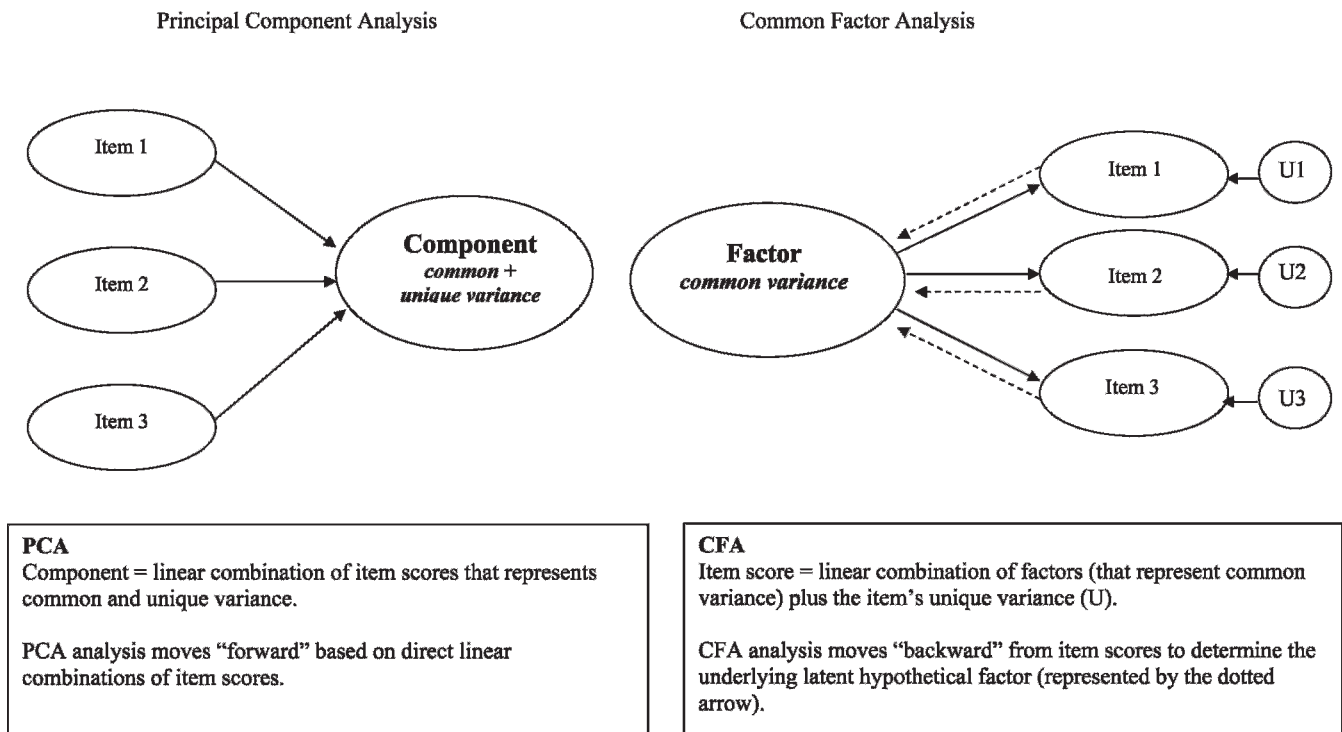 Principal Component Analysis
Common Factor Analysis
Item 1
Item 2
Item 3
Component
common +
unique variance
Factor
common variance
Item 1
U1
Item 2
U2
Item 3
U3
PCA
Component = linear combination of item scores that represents
common and unique variance.
PCA analysis moves “forward” based on direct linear
combinations of item scores.
CFA
Item score = linear combination of factors (that represent common
variance) plus the item’s unique variance (U).
CFA analysis moves “backward” from item scores to determine the
underlying latent hypothetical factor (represented by the dotted
arrow).